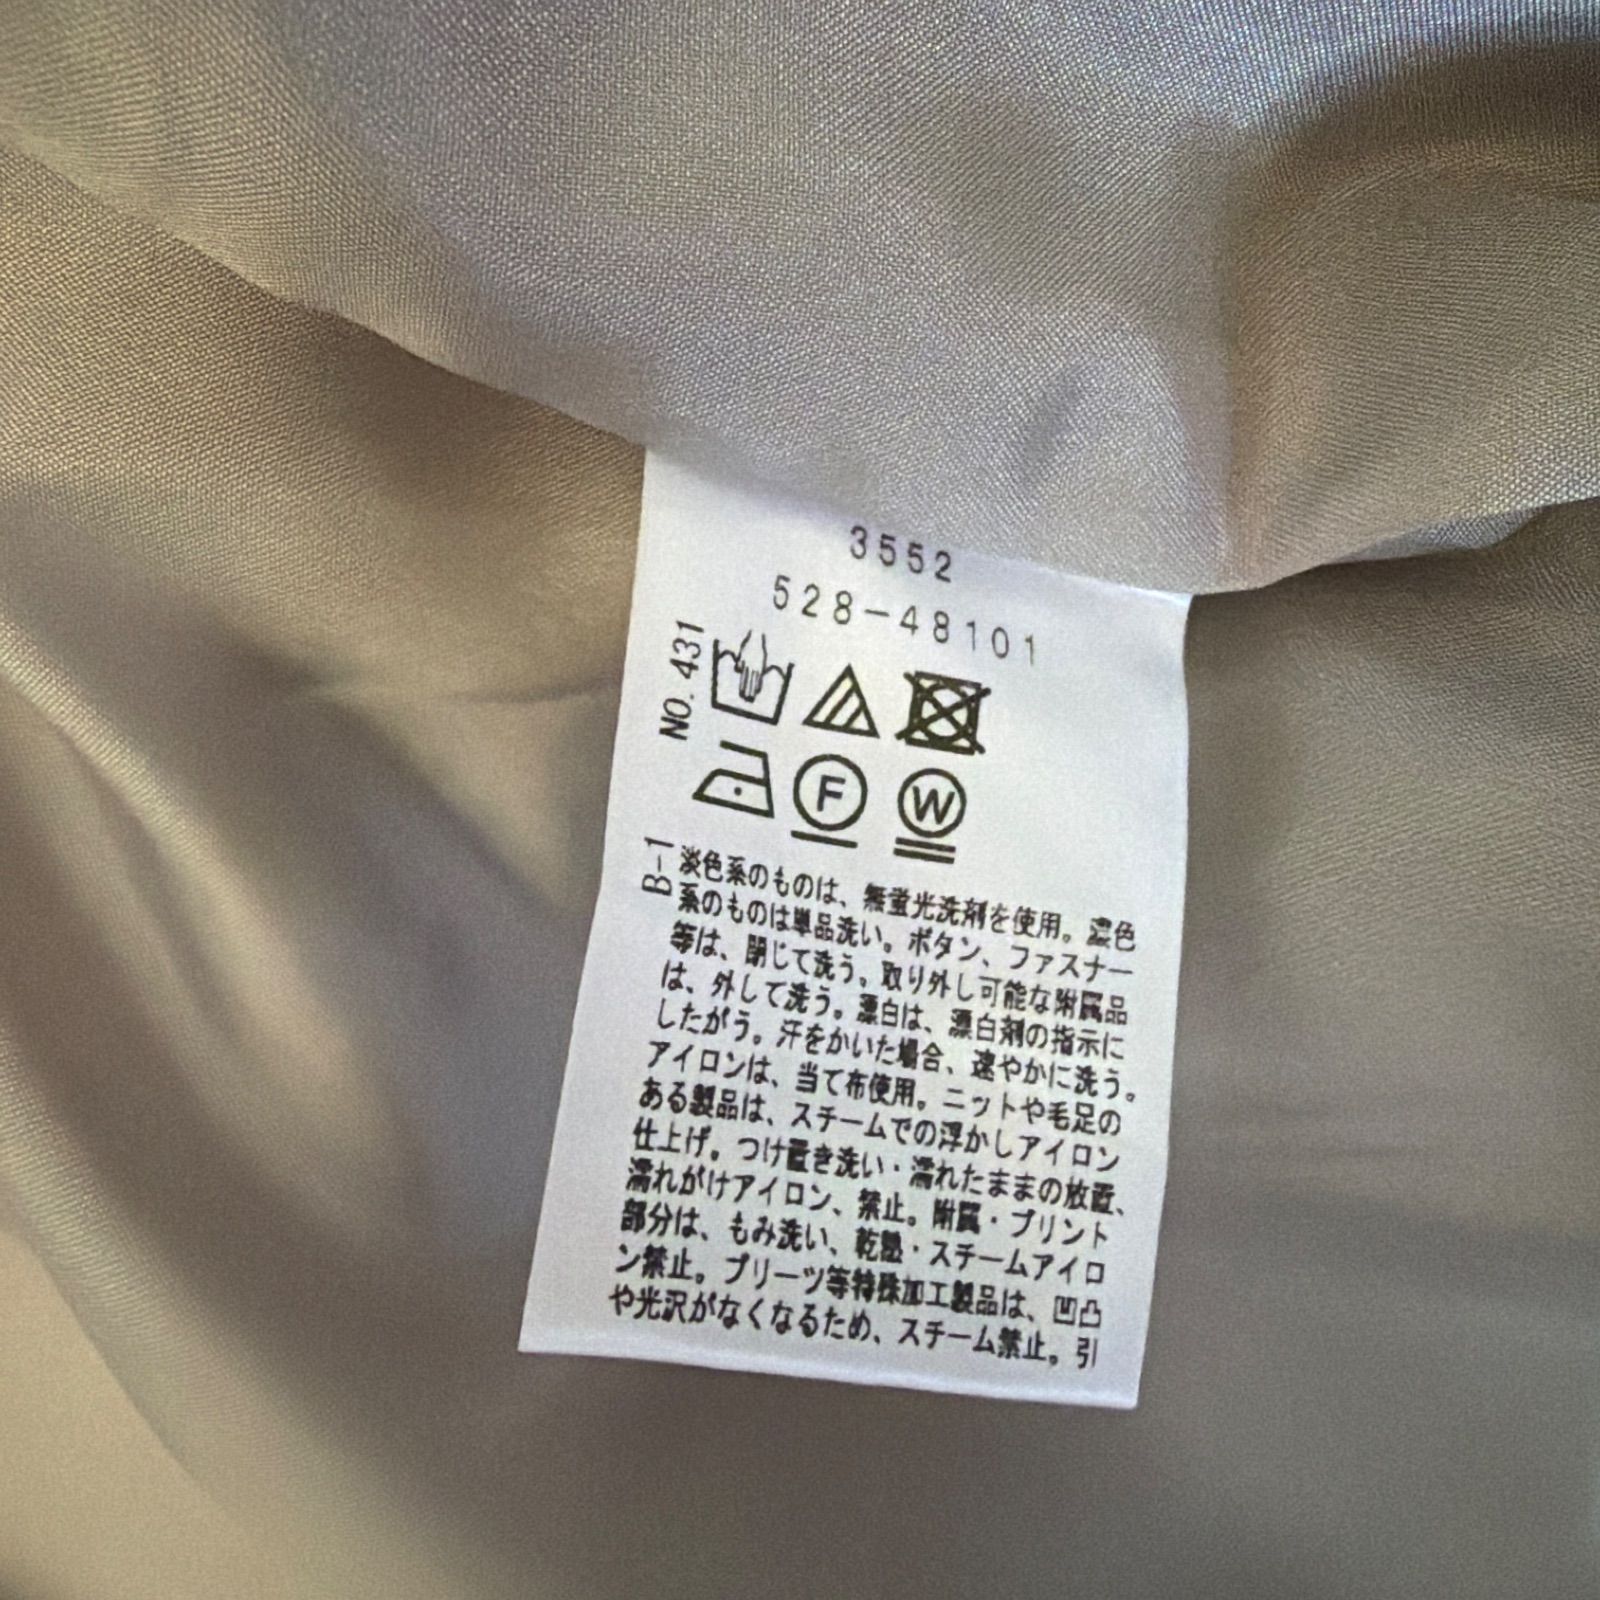 3552
528-48101
NO. 431
F
W
B-1
淡色系のものは、無蛍光洗剤を使用。濃色
系のものは単品洗い。ボタン、ファスナー
等は、閉じて洗う。取り外し可能な附属品
は、外して洗う。漂白は、漂白剤の指示に
したがう。汗をかいた場合、速やかに洗う。
アイロンは、当て布使用。ニットや毛足の
ある製品は、スチームでの浮かしアイロン
仕上げ。つけ置き洗い・濡れたままの放置、
濡れがけアイロン、禁止。附属・プリント
部分は、もみ洗い、乾熱・スチームアイロ
ン禁止。プリーツ等特殊加工製品は、凹凸
や光沢がなくなるため、スチーム禁止。引